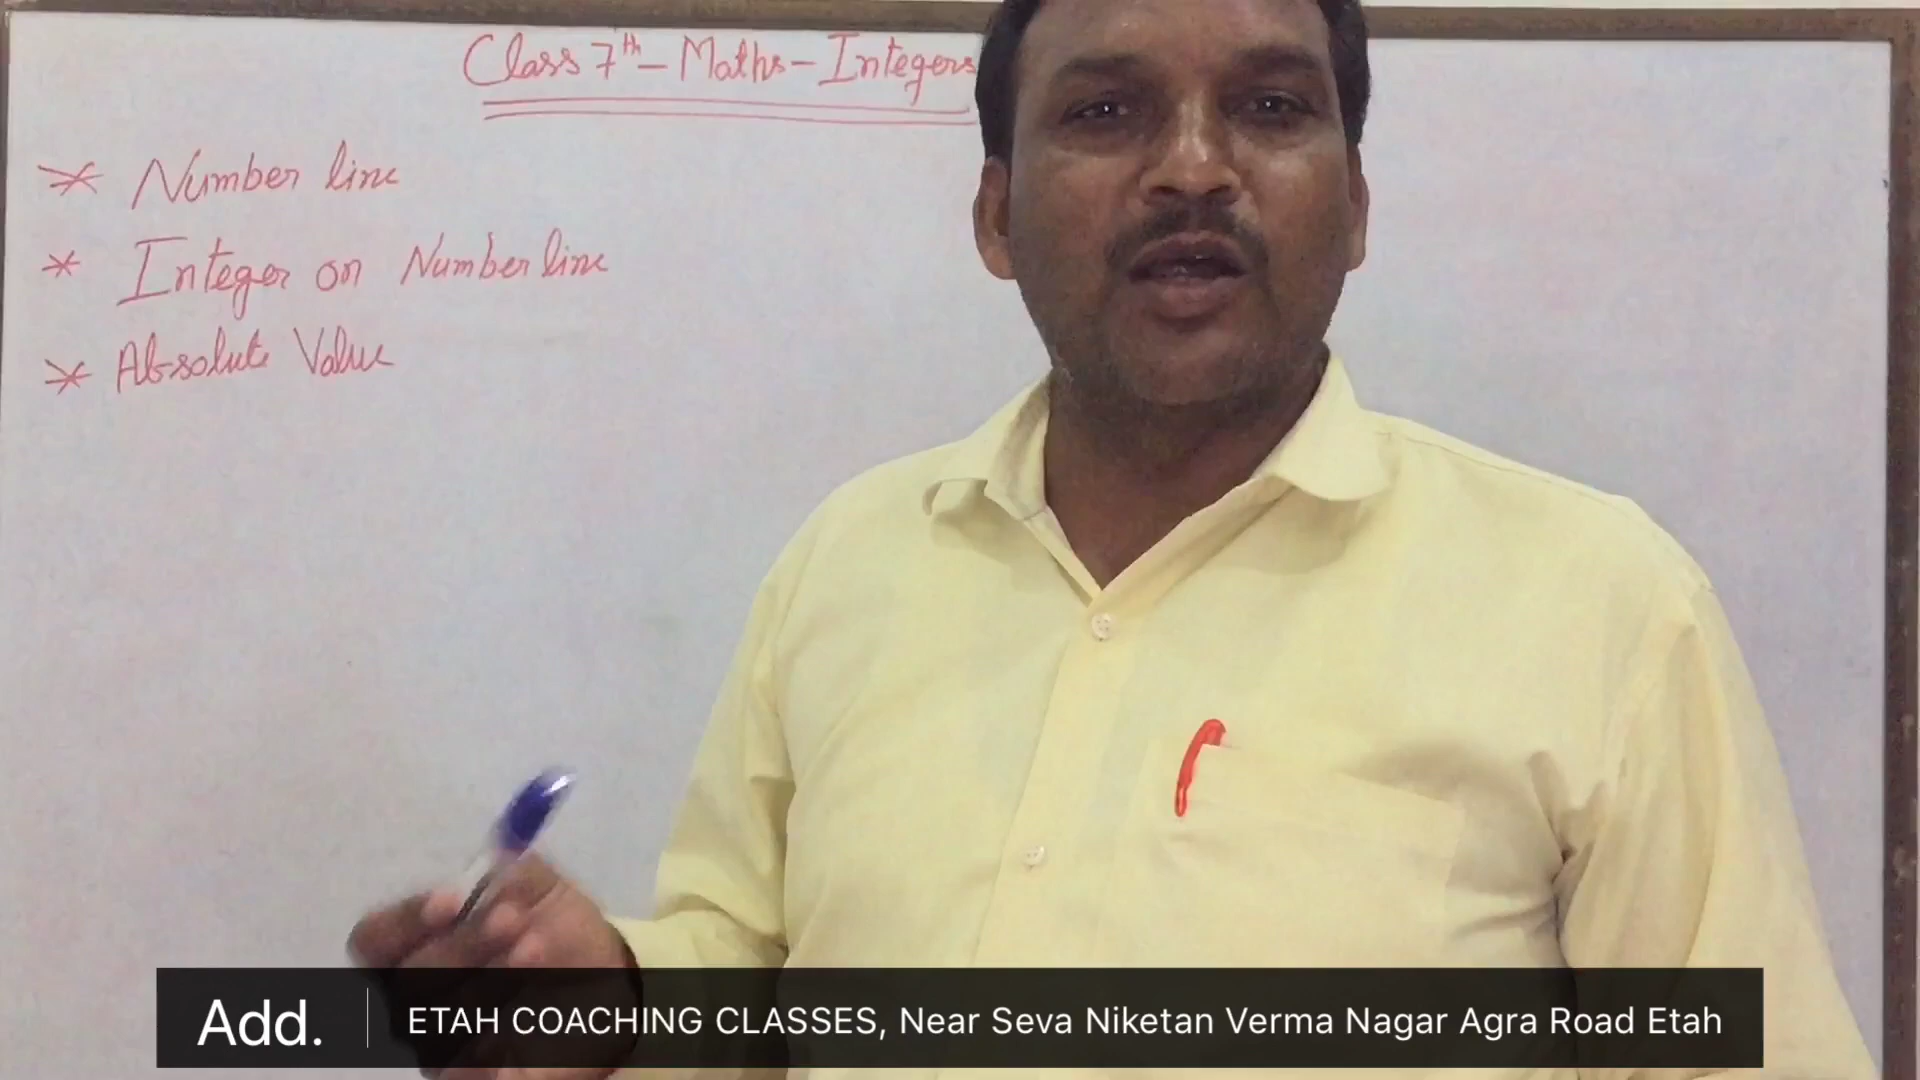 Class 7th - Maths - Integers
* Number line
* Integer on Number line
* Absolute Value
Add. ETAH COACHING CLASSES, Near Seva Niketan Verma Nagar Agra Road Etah